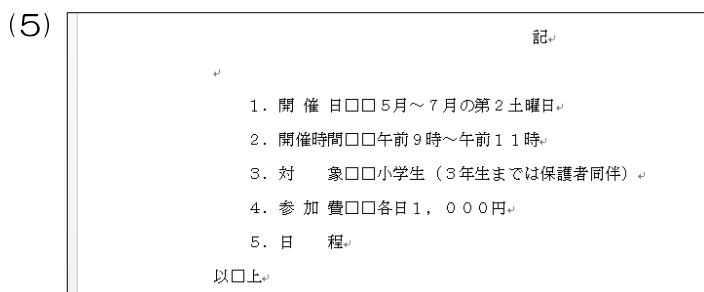 (5)
記↵
↵
1. 開 催 日□□5月～7月の第2土曜日↵
2. 開催時間□□午前9時～午前11時↵
3. 対　　象□□小学生（3年生までは保護者同伴）↵
4. 参 加 費□□各日1，000円↵
5. 日　　程↵
以□上↵